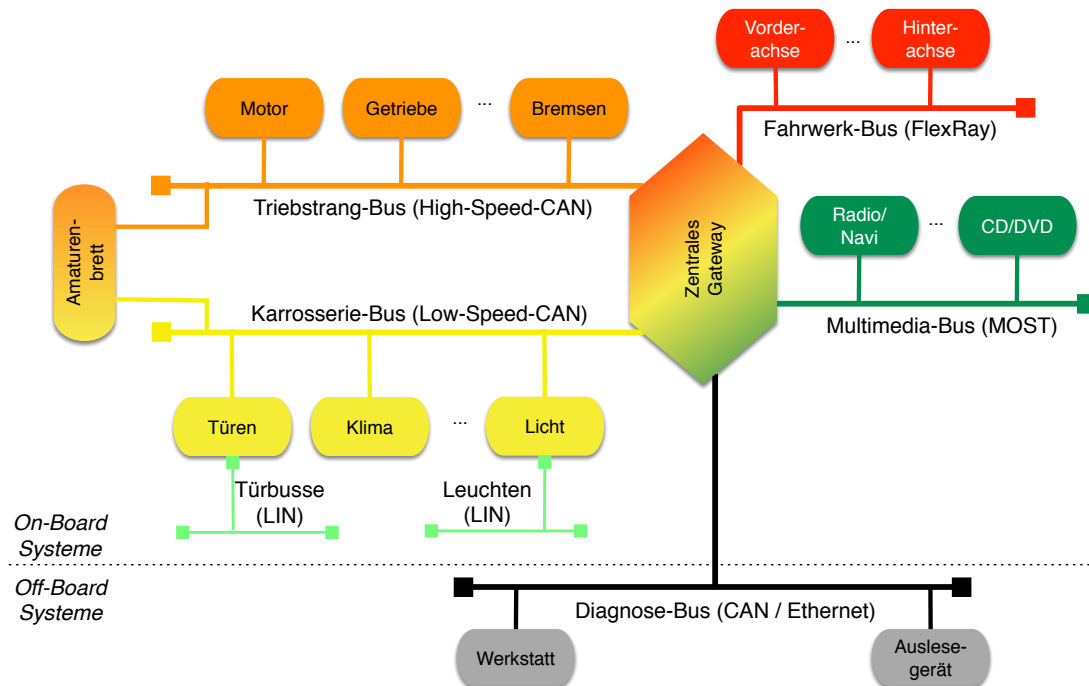 Vorder-
achse
...
Hinter-
achse
Motor
Getriebe
...
Bremsen
Fahrwerk-Bus (FlexRay)
Triebstrang-Bus (High-Speed-CAN)
Amaturen-
brett
Zentrales
Gateway
Radio/
Navi
...
CD/DVD
Karrosserie-Bus (Low-Speed-CAN)
Multimedia-Bus (MOST)
Türen
Klima
...
Licht
Türbusse
(LIN)
Leuchten
(LIN)
On-Board
Systeme
Off-Board
Systeme
Diagnose-Bus (CAN / Ethernet)
Werkstatt
Auslese-
gerät